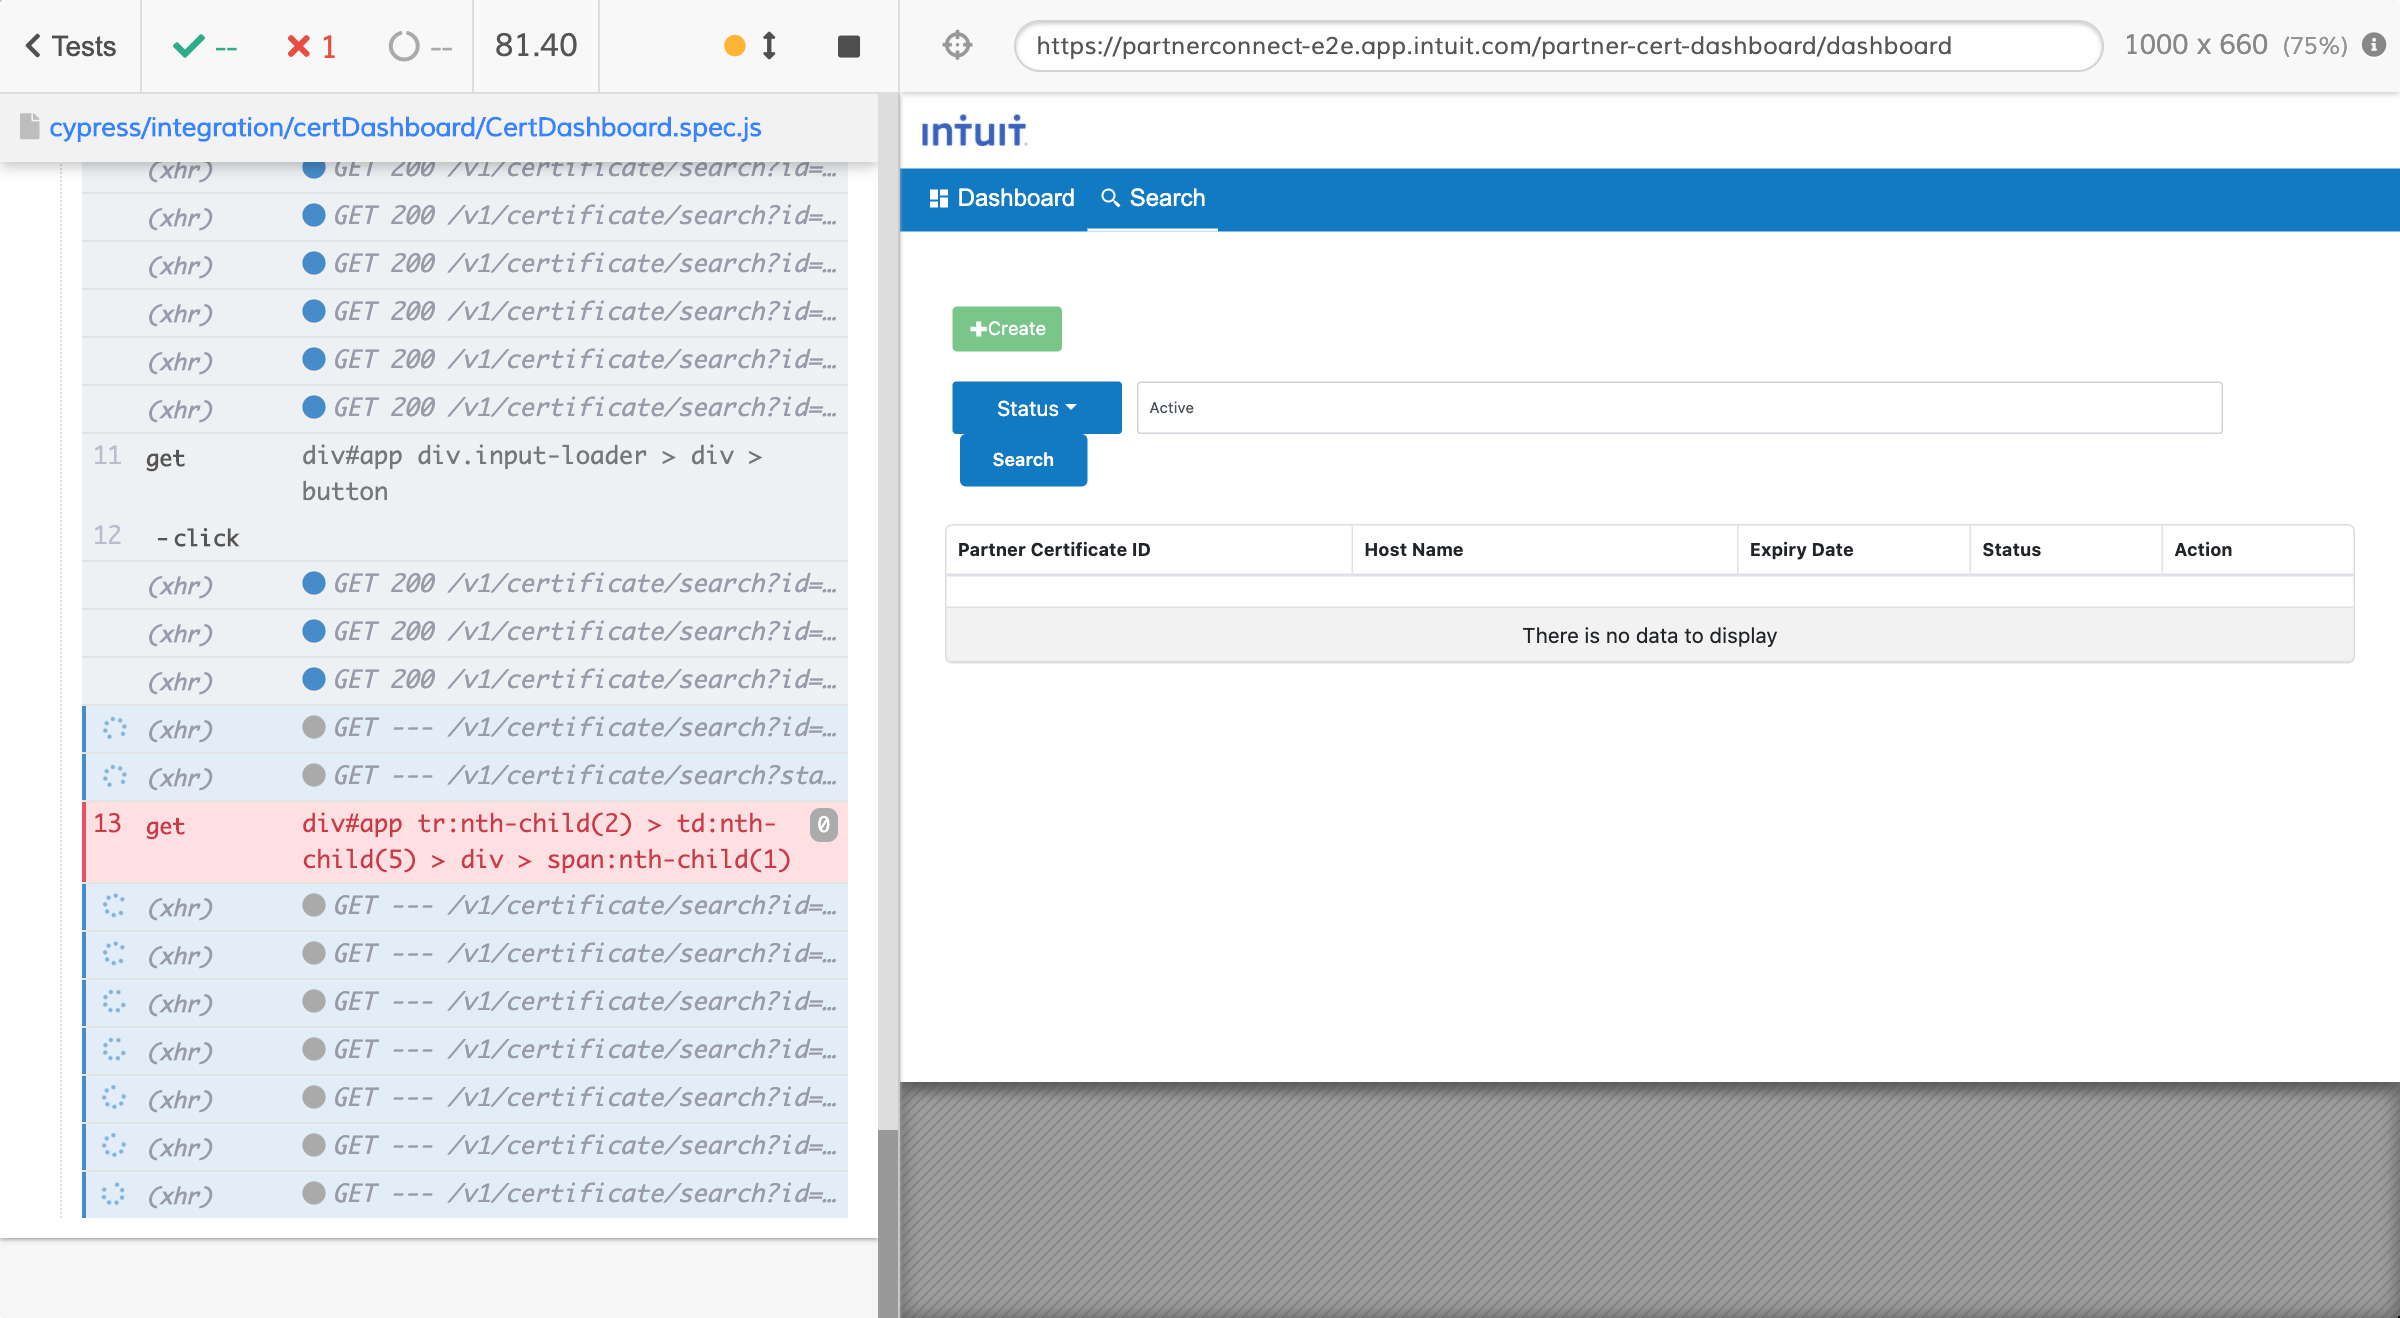 Tests
--
1
--
81.40
https://partnerconnect-e2e.app.intuit.com/partner-cert-dashboard/dashboard
1000 x 660 (75%)
cypress/integration/certDashboard/CertDashboard.spec.js
(xhr) GET 200 /v1/certificate/search?id=…
(xhr) GET 200 /v1/certificate/search?id=…
(xhr) GET 200 /v1/certificate/search?id=…
(xhr) GET 200 /v1/certificate/search?id=…
(xhr) GET 200 /v1/certificate/search?id=…
(xhr) GET 200 /v1/certificate/search?id=…
11 get div#app div.input-loader > div >
button
12 -click
(xhr) GET 200 /v1/certificate/search?id=…
(xhr) GET 200 /v1/certificate/search?id=…
(xhr) GET 200 /v1/certificate/search?id=…
(xhr) GET --- /v1/certificate/search?id=…
(xhr) GET --- /v1/certificate/search?sta…
13 get div#app tr:nth-child(2) > td:nth- 0
child(5) > div > span:nth-child(1)
(xhr) GET --- /v1/certificate/search?id=…
(xhr) GET --- /v1/certificate/search?id=…
(xhr) GET --- /v1/certificate/search?id=…
(xhr) GET --- /v1/certificate/search?id=…
(xhr) GET --- /v1/certificate/search?id=…
(xhr) GET --- /v1/certificate/search?id=…
(xhr) GET --- /v1/certificate/search?id=…
intuit.
Dashboard Search
Create
Status Active
Search
Partner Certificate ID Host Name Expiry Date Status Action
There is no data to display